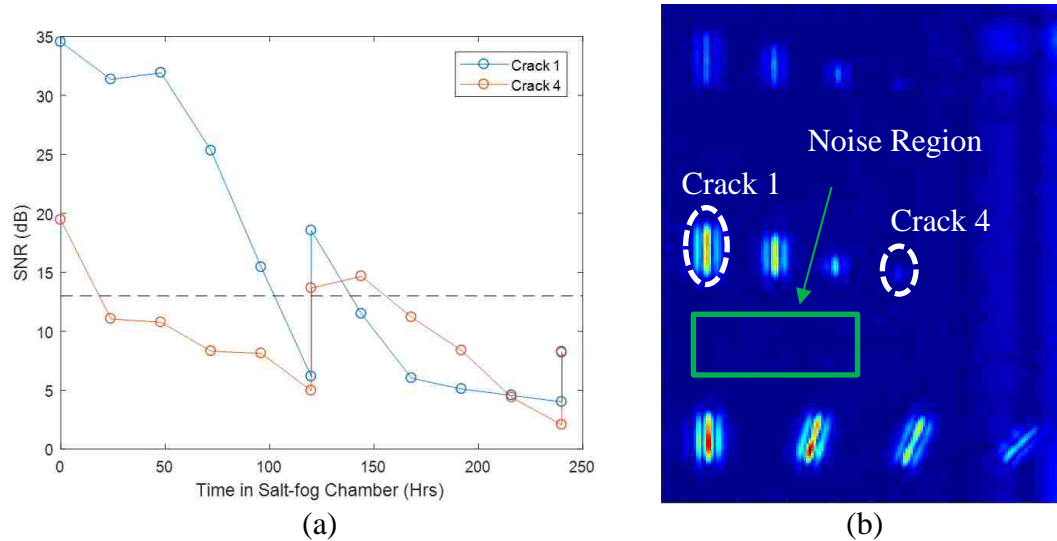 35
30
25
20
15
10
5
0
SNR (dB)
0
50
100
150
200
250
Time in Salt-fog Chamber (Hrs)
Crack 1
Crack 4
(a)
Noise Region
Crack 1
Crack 4
(b)